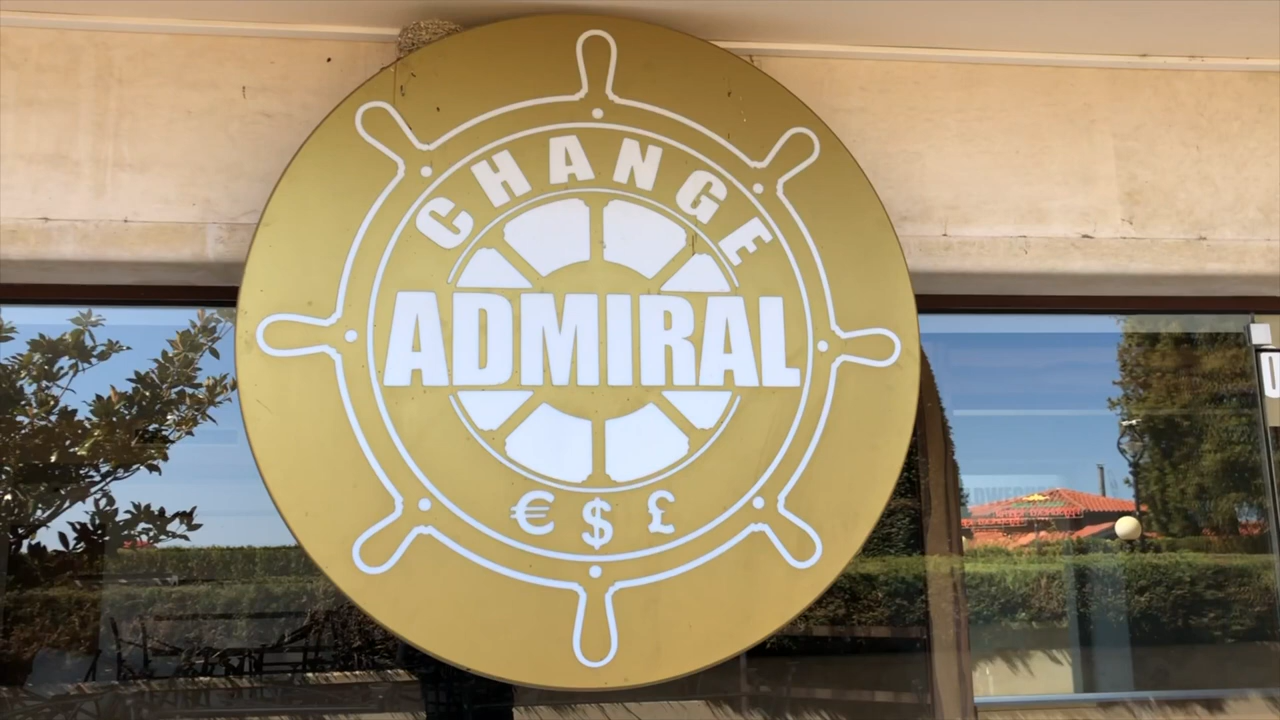 CHANGE
ADMIRAL
€ $ £